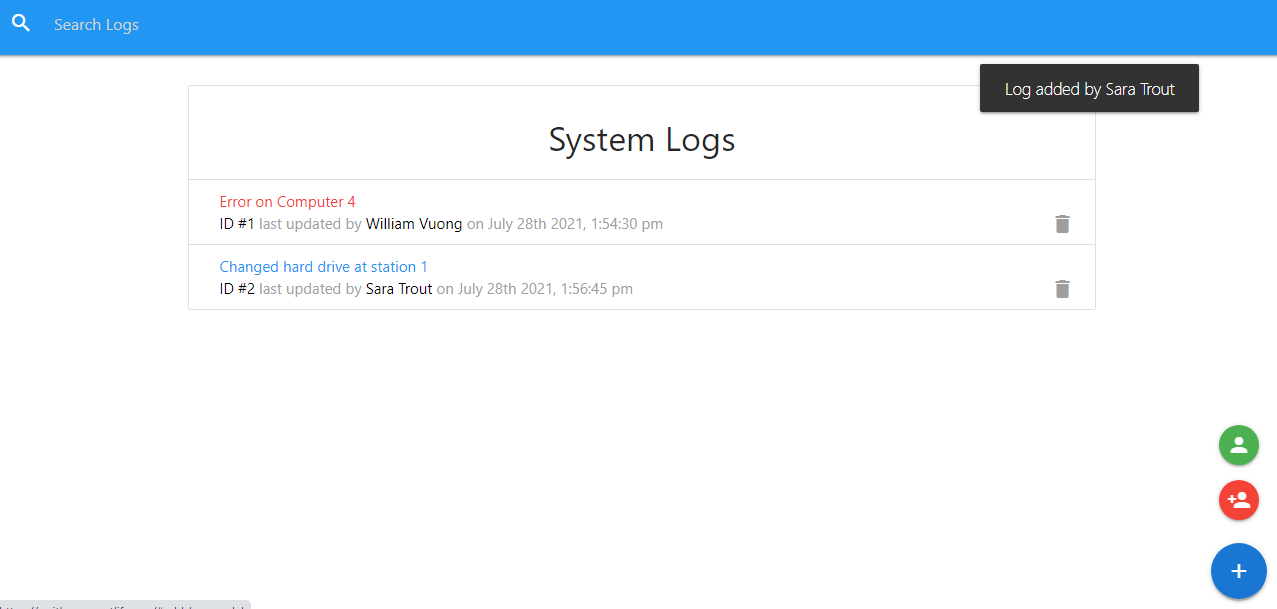 Search Logs
Log added by Sara Trout
System Logs
Error on Computer 4
ID #1 last updated by William Vuong on July 28th 2021, 1:54:30 pm
Changed hard drive at station 1
ID #2 last updated by Sara Trout on July 28th 2021, 1:56:45 pm